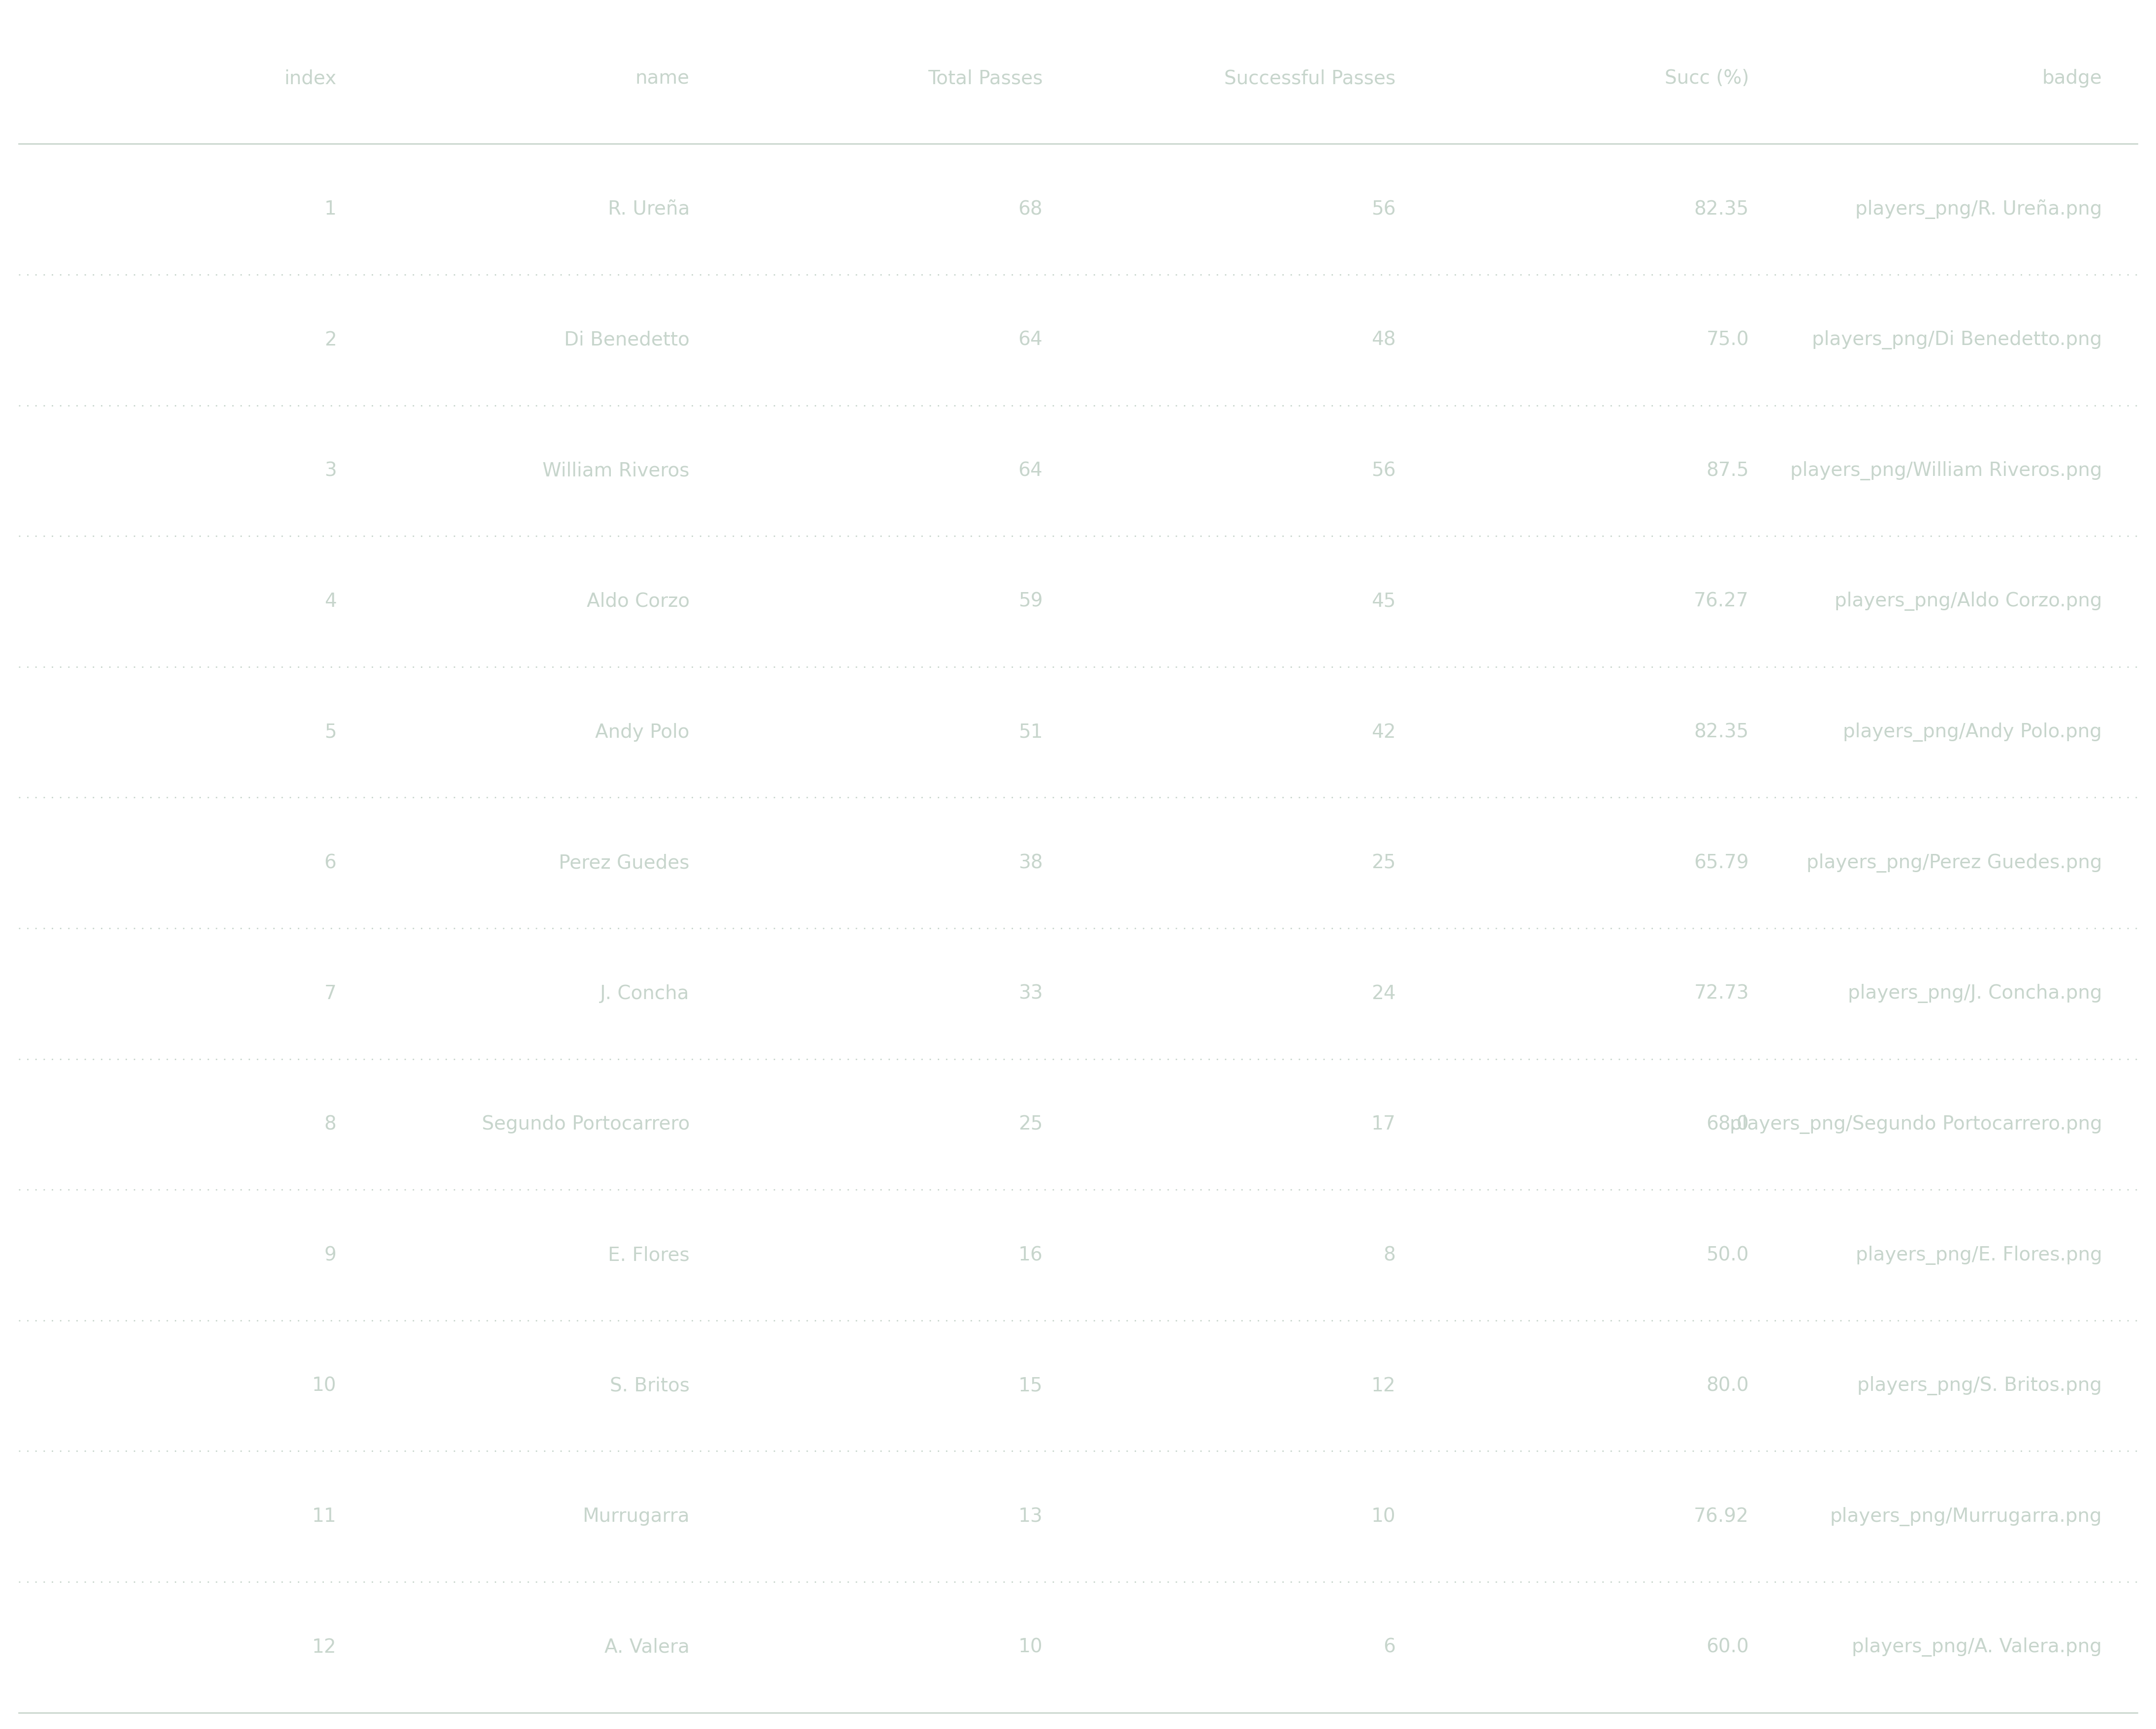 index name Total Passes Successful Passes Succ (%) badge
1 R. Ureña 68 56 82.35 players_png/R. Ureña.png
2 Di Benedetto 64 48 75.0 players_png/Di Benedetto.png
3 William Riveros 64 56 87.5 players_png/William Riveros.png
4 Aldo Corzo 59 45 76.27 players_png/Aldo Corzo.png
5 Andy Polo 51 42 82.35 players_png/Andy Polo.png
6 Perez Guedes 38 25 65.79 players_png/Perez Guedes.png
7 J. Concha 33 24 72.73 players_png/J. Concha.png
8 Segundo Portocarrero 25 17 68.0 players_png/Segundo Portocarrero.png
9 E. Flores 16 8 50.0 players_png/E. Flores.png
10 S. Britos 15 12 80.0 players_png/S. Britos.png
11 Murrugarra 13 10 76.92 players_png/Murrugarra.png
12 A. Valera 10 6 60.0 players_png/A. Valera.png